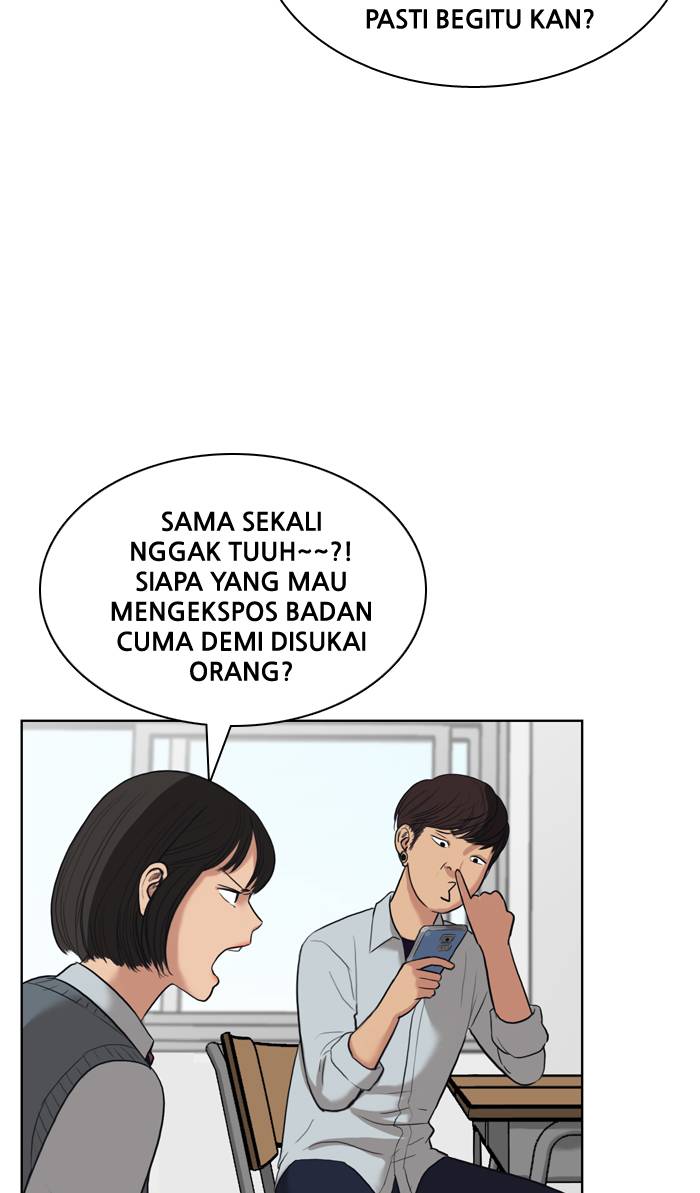 PASTI BEGITU KAN?
SAMA SEKALI
NGGAK TUUH~~?!
SIAPA YANG MAU
MENGEKSPOS BADAN
CUMA DEMI DISUKAI
ORANG?